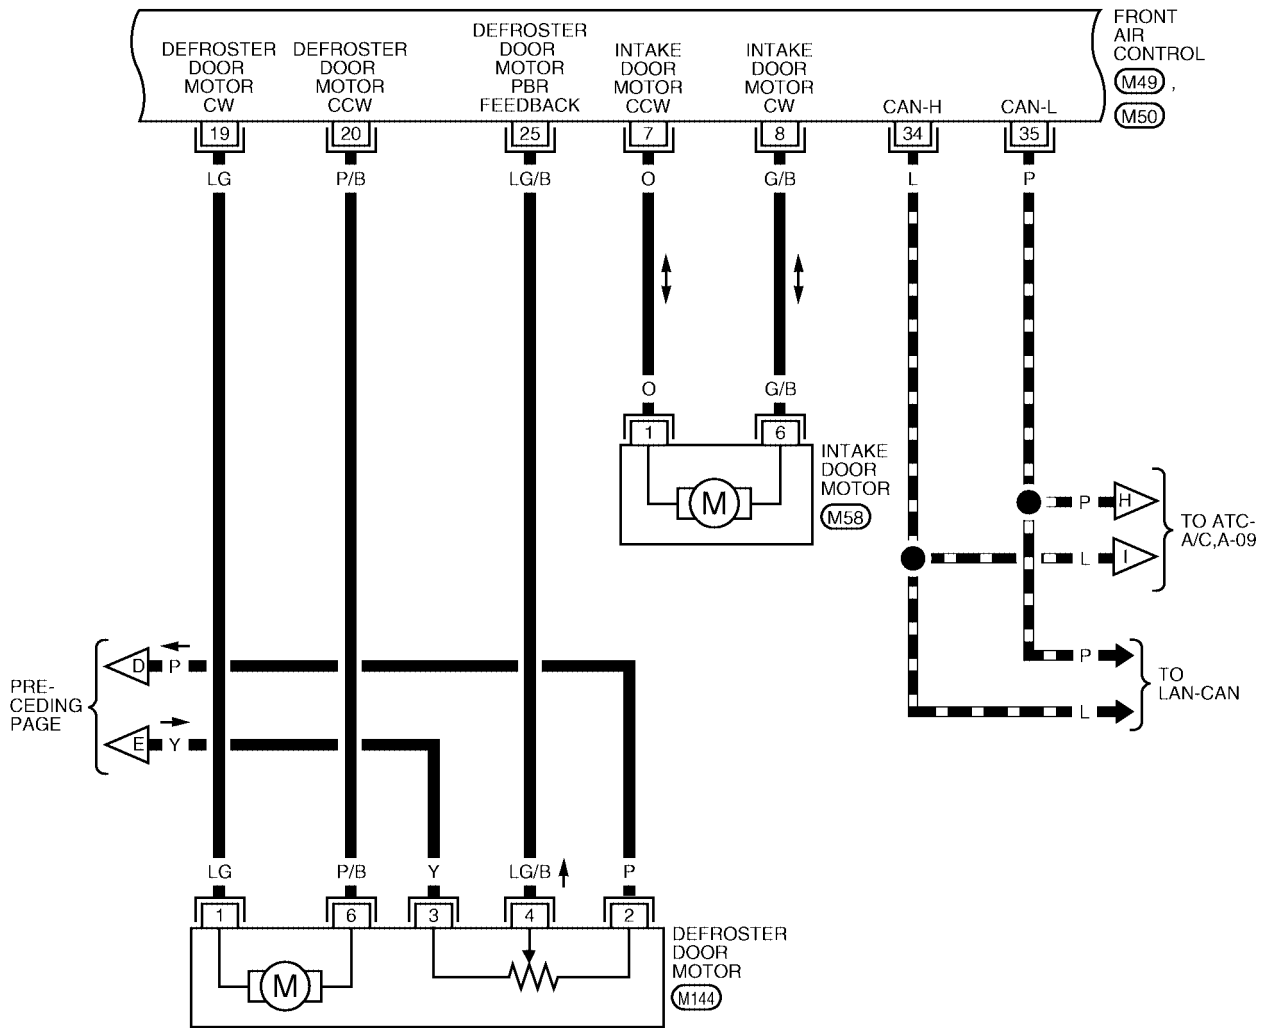 DEFROSTER
DOOR
MOTOR
CW
DEFROSTER
DOOR
MOTOR
CCW
DEFROSTER
DOOR
MOTOR
PBR
FEEDBACK
INTAKE
DOOR
MOTOR
CCW
INTAKE
DOOR
MOTOR
CW
CAN-H
CAN-L
FRONT
AIR
CONTROL
M49 ,
M50
19 20 25 7 8 34 35
LG P/B LG/B O G/B L P
O G/B
1 6
M
INTAKE
DOOR
MOTOR
M58
P H
L I
TO ATC-
A/C,A-09
P
L
TO
LAN-CAN
PRE-
CEDING
PAGE
D P
E Y
LG P/B Y LG/B P
1 6 3 4 2
M
DEFROSTER
DOOR
MOTOR
M144